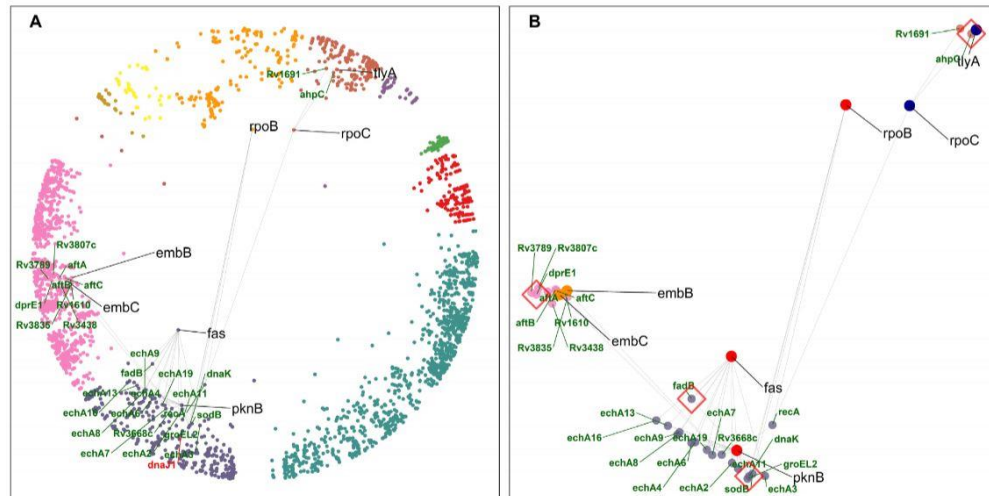 A
Rv1691
tlyA
ahpC
rpoB
rpoC
Rv3807c
embB
Rv3789
aftA
aftB
aftC
dprE1
Rv1610
embC
Rv3835
Rv3438
fas
echA9
fadB
echA19
dnaK
echA13
echA4
echA11
pknB
echA16
echA6
recA
sodB
echA8
Rv3668c
groEL2
echA7
echA2
echA3
dnaJ1
B
Rv1691
ahpC
tlyA
rpoB
rpoC
Rv3789
Rv3807c
dprE1
embB
aftA
aftC
aftB
Rv1610
embC
Rv3835
Rv3438
fas
fadB
echA7
recA
echA13
echA16
echA9
echA19
Rv3668c
dnaK
echA8
echA6
echA11
groEL2
pknB
echA4
echA2
sodB
echA3